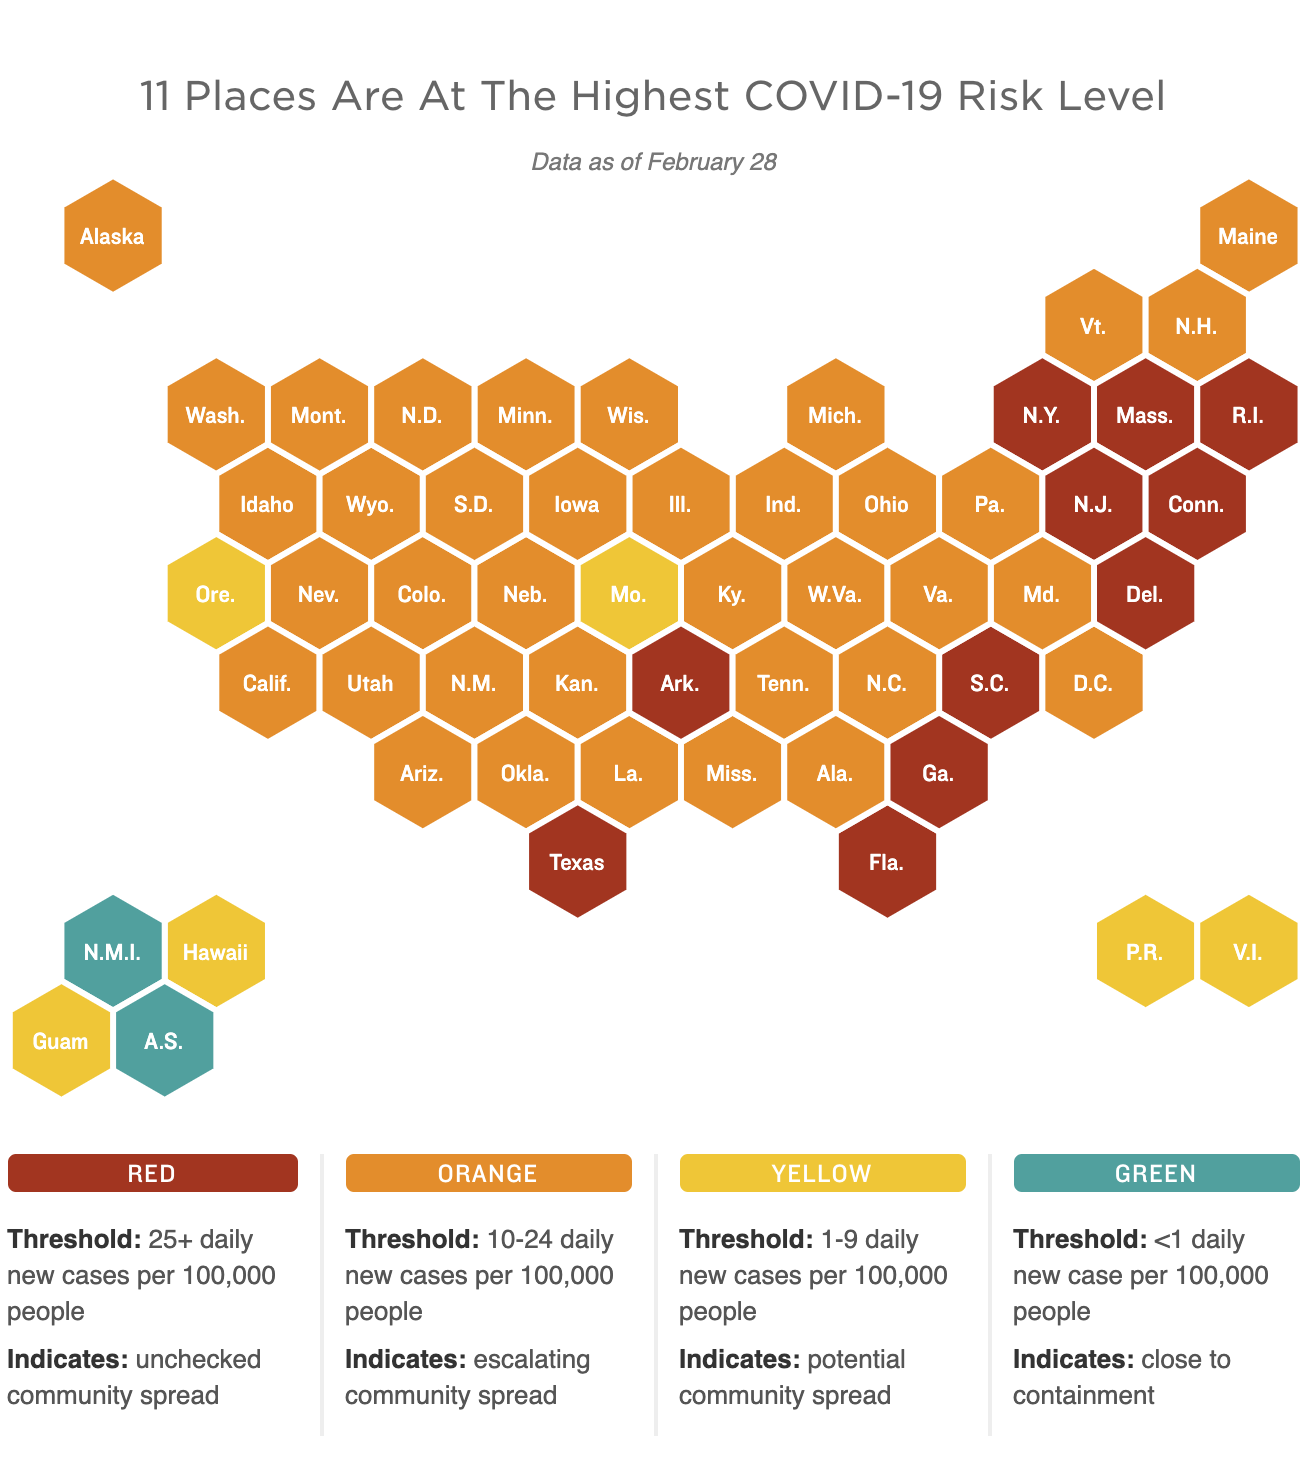 11 Places Are At The Highest COVID-19 Risk Level
Data as of February 28
Alaska
Maine
Vt.
N.H.
Wash.
Mont.
N.D.
Minn.
Wis.
Mich.
N.Y.
Mass.
R.I.
Idaho
Wyo.
S.D.
Iowa
Ill.
Ind.
Ohio
Pa.
N.J.
Conn.
Ore.
Nev.
Colo.
Neb.
Mo.
Ky.
W.Va.
Va.
Md.
Del.
Calif.
Utah
N.M.
Kan.
Ark.
Tenn.
N.C.
S.C.
D.C.
Ariz.
Okla.
La.
Miss.
Ala.
Ga.
Texas
Fla.
N.M.I.
Hawaii
P.R.
V.I.
Guam
A.S.
RED
Threshold: 25+ daily
new cases per 100,000
people
Indicates: unchecked
community spread
ORANGE
Threshold: 10-24 daily
new cases per 100,000
people
Indicates: escalating
community spread
YELLOW
Threshold: 1-9 daily
new cases per 100,000
people
Indicates: potential
community spread
GREEN
Threshold: <1 daily
new case per 100,000
people
Indicates: close to
containment